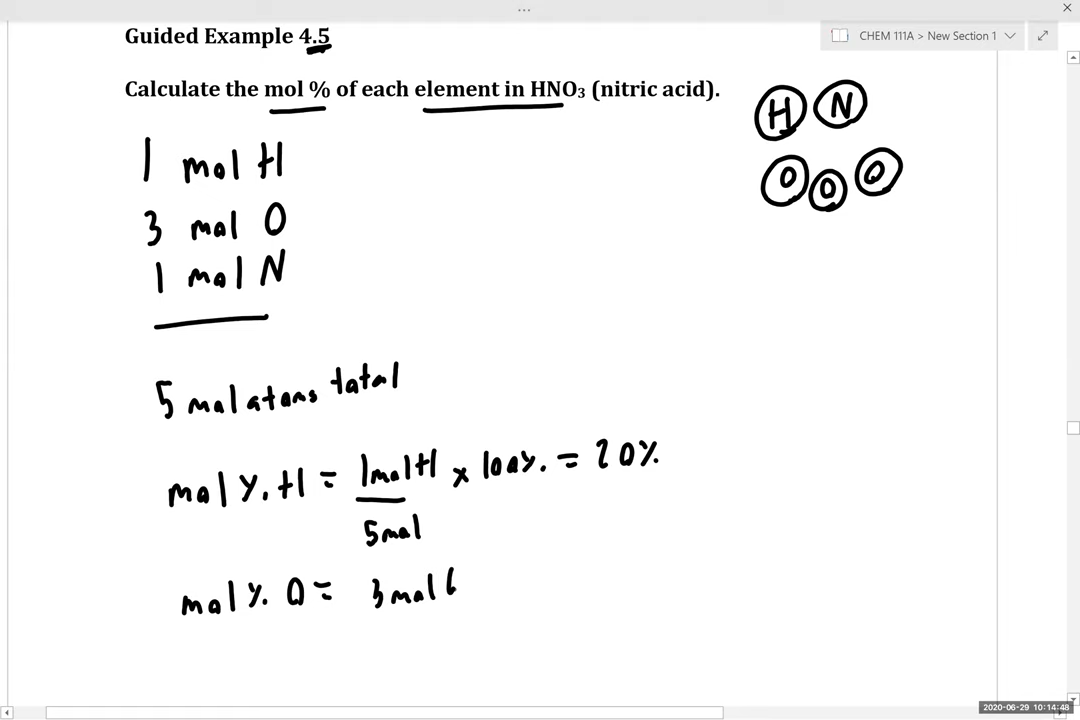 Guided Example 4.5
CHEM 111A > New Section 1
Calculate the mol % of each element in HNO₃ (nitric acid).
H N
O O O
1 mol H
3 mol O
1 mol N
5 mol atoms total
mol %. H = 1 mol H × 100%. = 20%
5 mol
mol %. O = 3 mol
2020-06-29 10:14:48